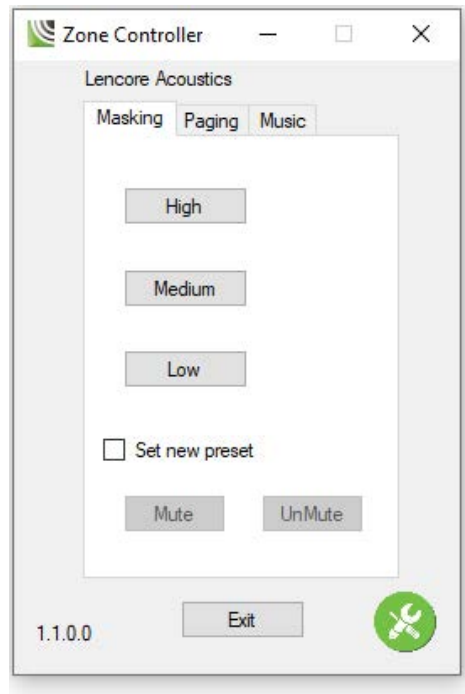 Zone Controller
Lencore Acoustics
Masking Paging Music
High
Medium
Low
Set new preset
Mute UnMute
Exit
1.1.0.0